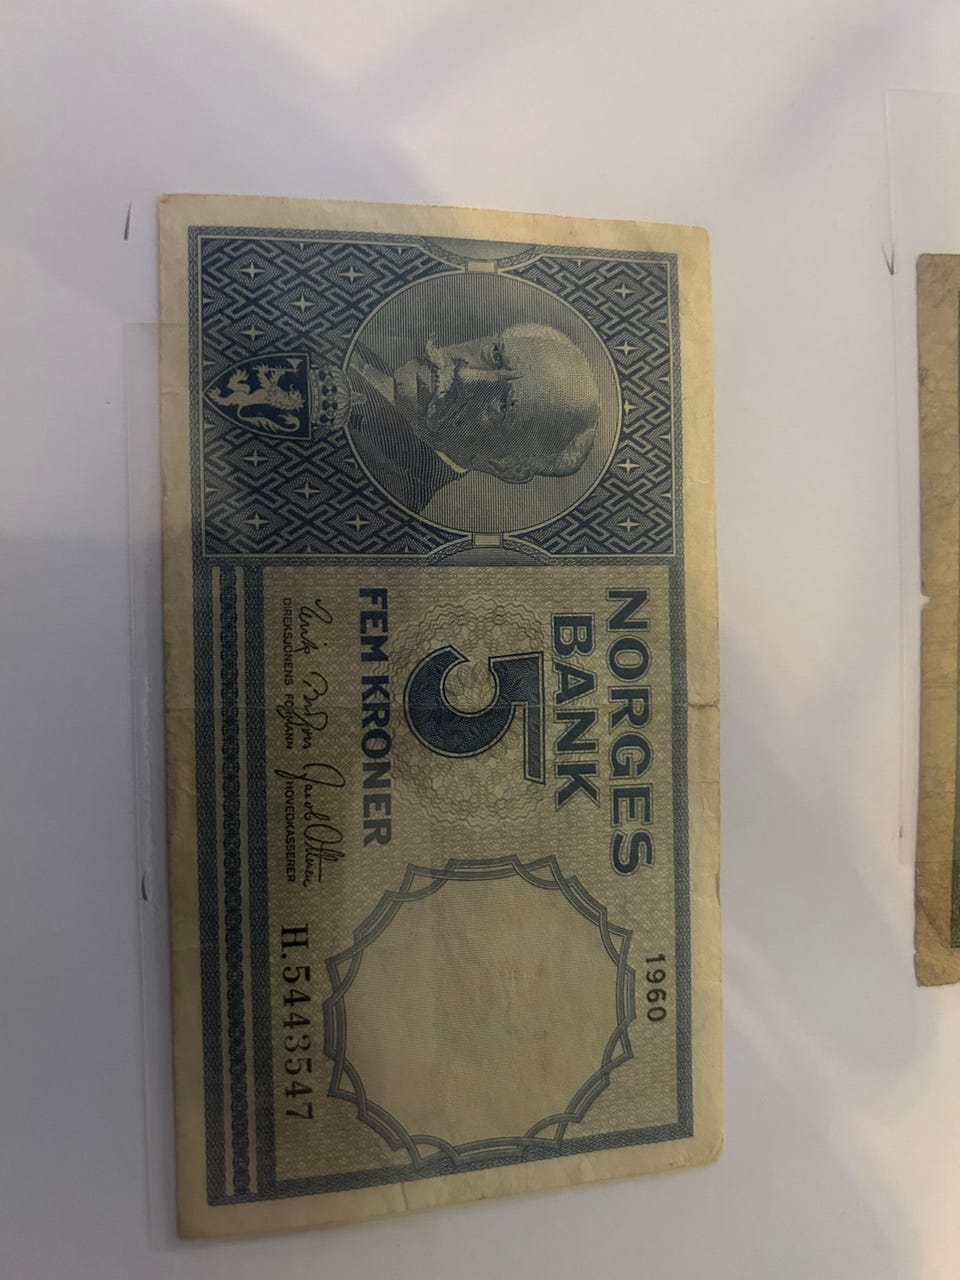 NORGES
BANK
1960
5
FEM KRONER
DIREKSJONENS FORMANN
HOVEDKASSERER
H.5443547